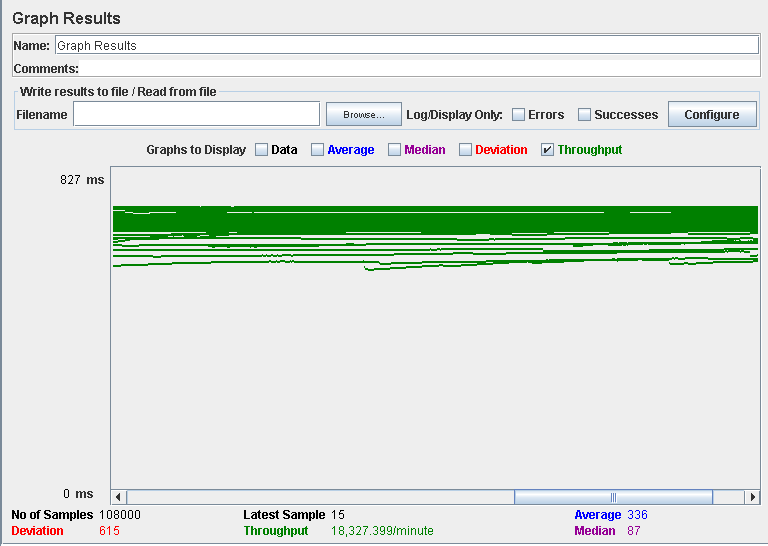 Graph Results
Name: Graph Results
Comments:
Write results to file / Read from file
Filename Browse... Log/Display Only: Errors Successes Configure
Graphs to Display Data Average Median Deviation Throughput
827 ms
0 ms
No of Samples 108000 Latest Sample 15 Average 336
Deviation 615 Throughput 18,327.399/minute Median 87